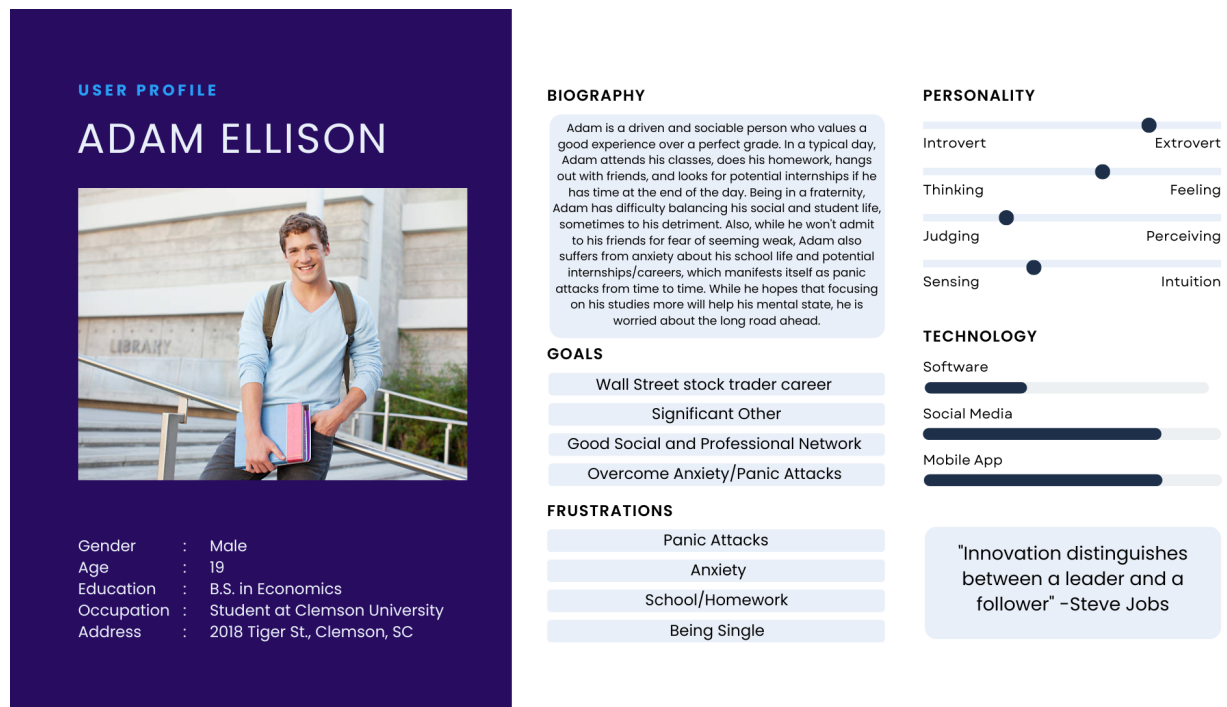 USER PROFILE
ADAM ELLISON
LIBRARY
Gender : Male
Age : 19
Education : B.S. in Economics
Occupation : Student at Clemson University
Address : 2018 Tiger St., Clemson, SC
BIOGRAPHY
Adam is a driven and sociable person who values a
good experience over a perfect grade. In a typical day,
Adam attends his classes, does his homework, hangs
out with friends, and looks for potential internships if he
has time at the end of the day. Being in a fraternity,
Adam has difficulty balancing his social and student life,
sometimes to his detriment. Also, while he won't admit
to his friends for fear of seeming weak, Adam also
suffers from anxiety about his school life and potential
internships/careers, which manifests itself as panic
attacks from time to time. While he hopes that focusing
on his studies more will help his mental state, he is
worried about the long road ahead.
GOALS
Wall Street stock trader career
Significant Other
Good Social and Professional Network
Overcome Anxiety/Panic Attacks
FRUSTRATIONS
Panic Attacks
Anxiety
School/Homework
Being Single
PERSONALITY
Introvert Extrovert
Thinking Feeling
Judging Perceiving
Sensing Intuition
TECHNOLOGY
Software
Social Media
Mobile App
"Innovation distinguishes
between a leader and a
follower" -Steve Jobs